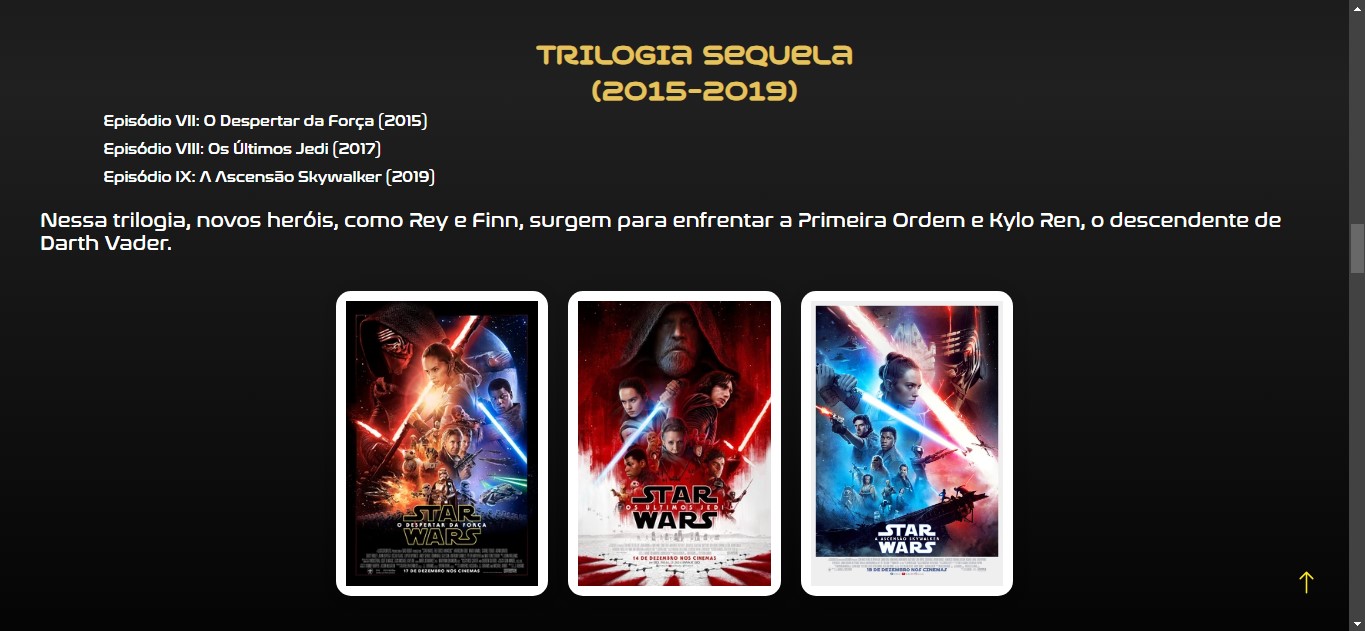 Trilogia Sequela
(2015-2019)
Episódio VII: O Despertar da Força (2015)
Episódio VIII: Os Últimos Jedi (2017)
Episódio IX: A Ascensão Skywalker (2019)
Nessa trilogia, novos heróis, como Rey e Finn, surgem para enfrentar a Primeira Ordem e Kylo Ren, o descendente de
Darth Vader.
STAR
O DESPERTAR DA FORÇA
WARS
17 DE DEZEMBRO NOS CINEMAS
STAR
OS ÚLTIMOS JEDI
WARS
14 DE DEZEMBRO NOS CINEMAS
STAR
A ASCENSÃO SKYWALKER
WARS
19 DE DEZEMBRO NOS CINEMAS